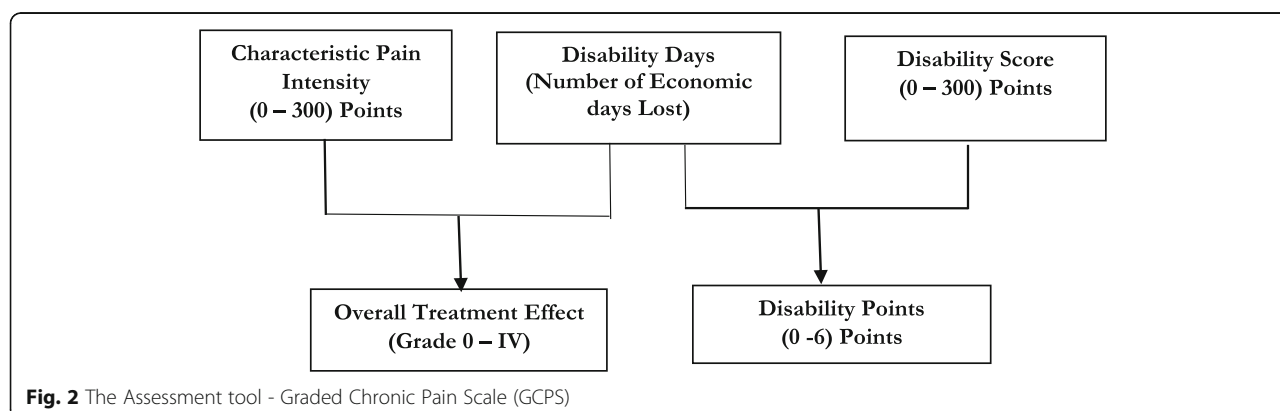 Characteristic Pain
Intensity
(0 – 300) Points
Disability Days
(Number of Economic
days Lost)
Disability Score
(0 – 300) Points
Overall Treatment Effect
(Grade 0 – IV)
Disability Points
(0 -6) Points
Fig. 2 The Assessment tool - Graded Chronic Pain Scale (GCPS)